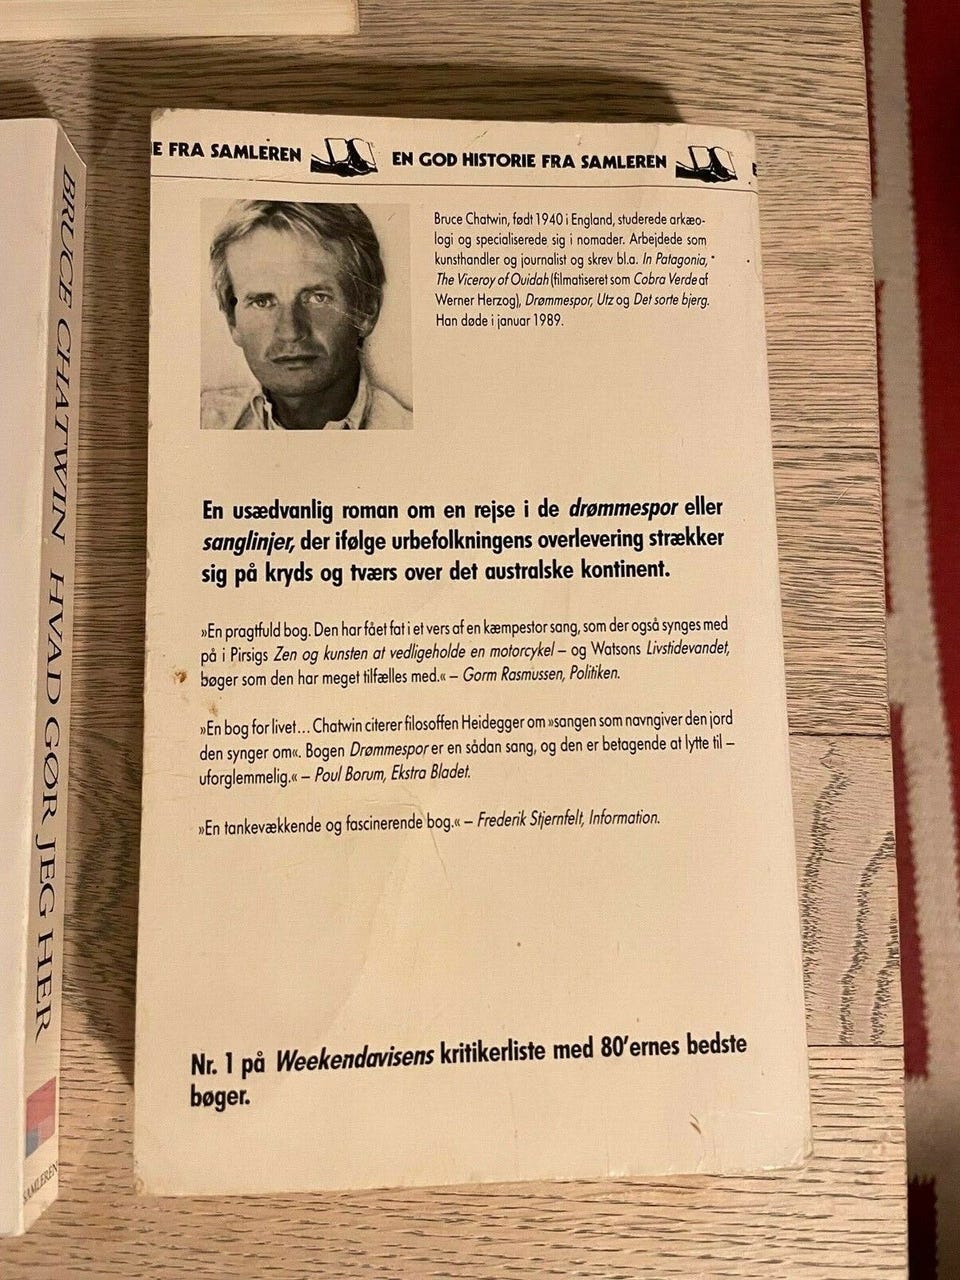 BRUCE CHATWIN HVAD GØR JEG HER
SAMLEREN
E FRA SAMLEREN EN GOD HISTORIE FRA SAMLEREN E
Bruce Chatwin, født 1940 i England, studerede arkæo-
logi og specialiserede sig i nomader. Arbejdede som
kunsthandler og journalist og skrev bl.a. In Patagonia,
The Viceroy of Ouidah (filmatiseret som Cobra Verde af
Werner Herzog), Drømmespor, Utz og Det sorte bjerg.
Han døde i januar 1989.
En usædvanlig roman om en rejse i de drømmespor eller
sanglinjer, der ifølge urbefolkningens overlevering strækker
sig på kryds og tværs over det australske kontinent.
»En pragtfuld bog. Den har fået fat i et vers af en kæmpestor sang, som der også synges med
på i Pirsigs Zen og kunsten at vedligeholde en motorcykel – og Watsons Livstidevandet,
bøger som den har meget tilfælles med.« – Gorm Rasmussen, Politiken.
»En bog for livet... Chatwin citerer filosoffen Heidegger om »sangen som navngiver den jord
den synger om«. Bogen Drømmespor er en sådan sang, og den er betagende at lytte til –
uforglemmelig.« – Poul Borum, Ekstra Bladet.
»En tankevækkende og fascinerende bog.« – Frederik Stjernfelt, Information.
Nr. 1 på Weekendavisens kritikerliste med 80'ernes bedste
bøger.